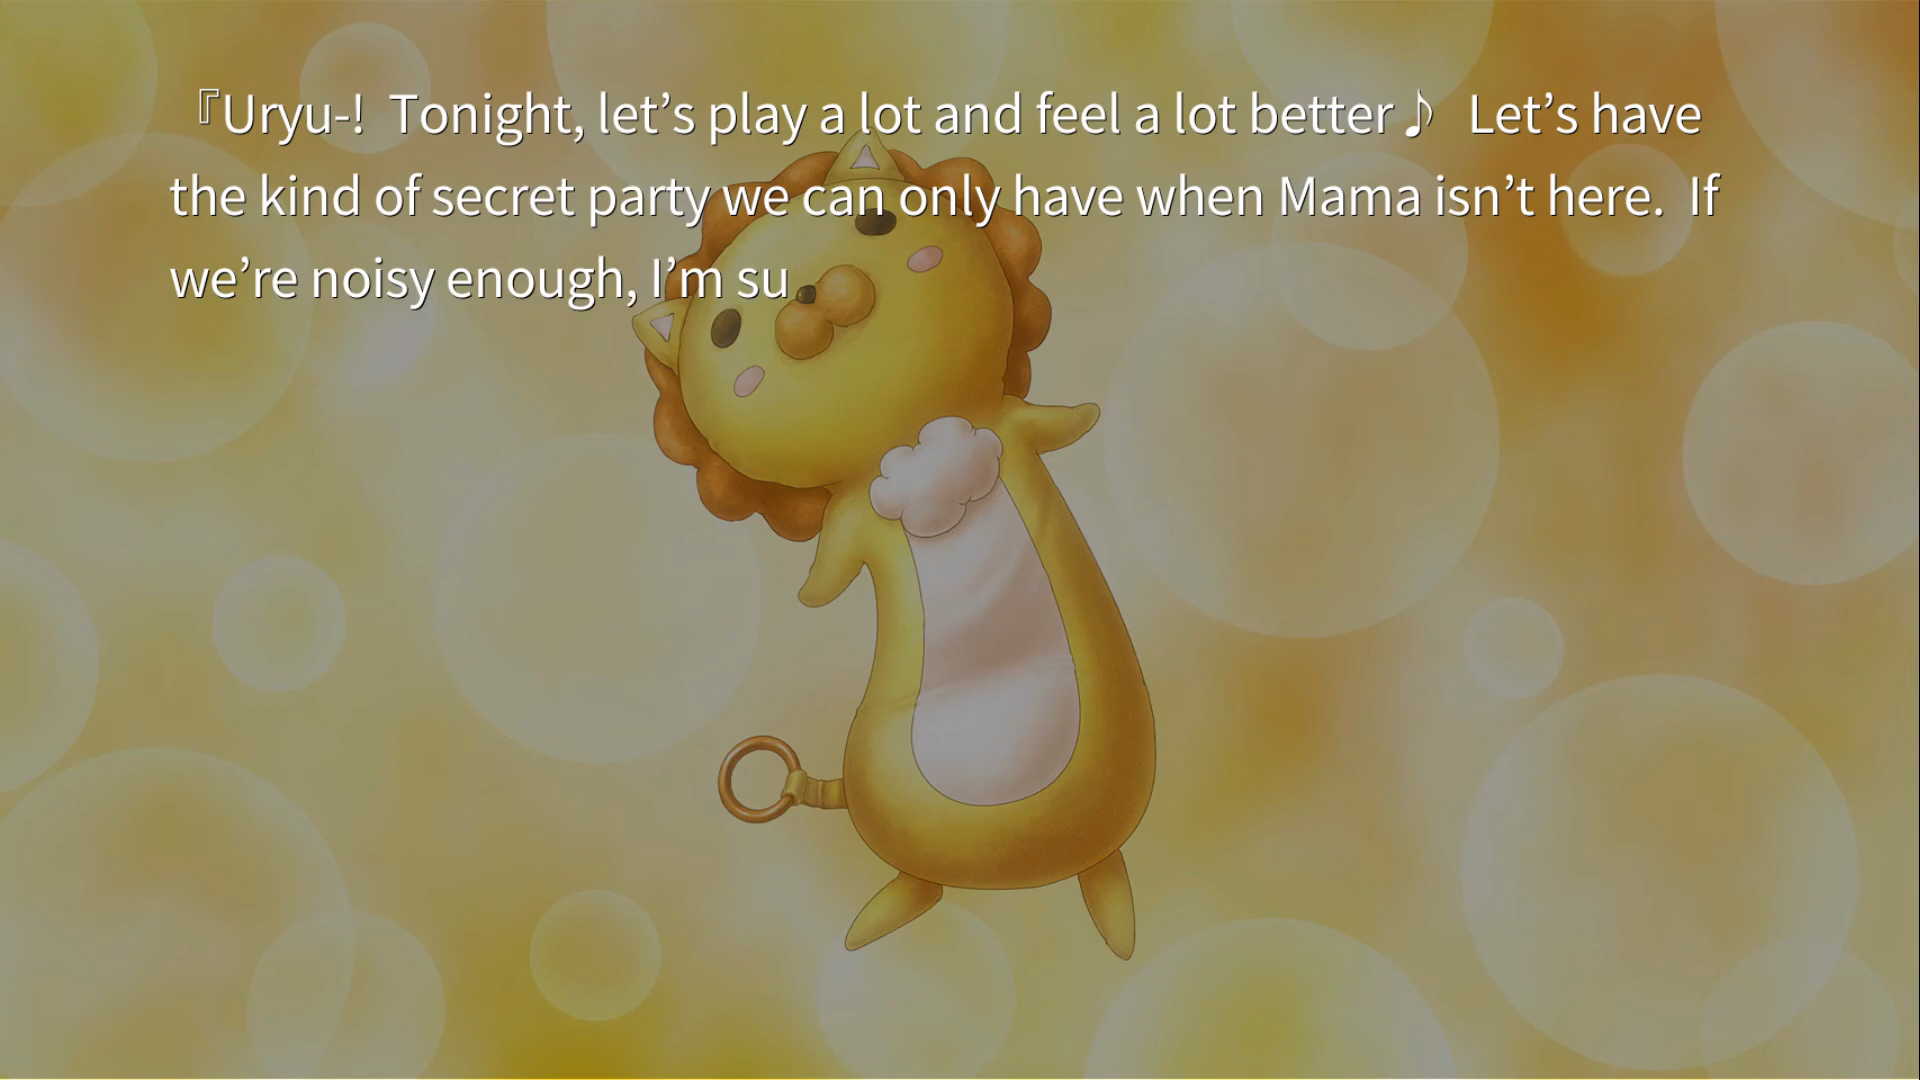 『Uryu-!  Tonight, let’s play a lot and feel a lot better♪  Let’s have
the kind of secret party we can only have when Mama isn’t here.  If
we’re noisy enough, I’m su